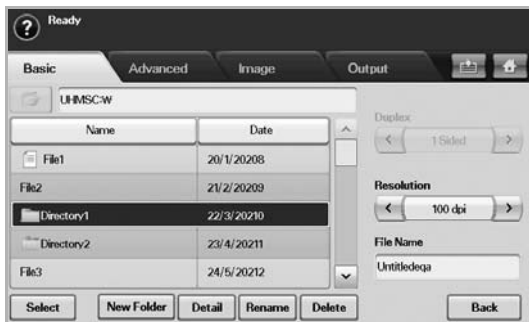 ? Ready
Basic Advanced Image Output
UHMSC:W
Name Date
File1 20/1/20208
File2 21/2/20209
Directory1 22/3/20210
Directory2 23/4/20211
File3 24/5/20212
Duplex
1 Sided
Resolution
100 dpi
File Name
Untitledeqa
Select New Folder Detail Rename Delete Back